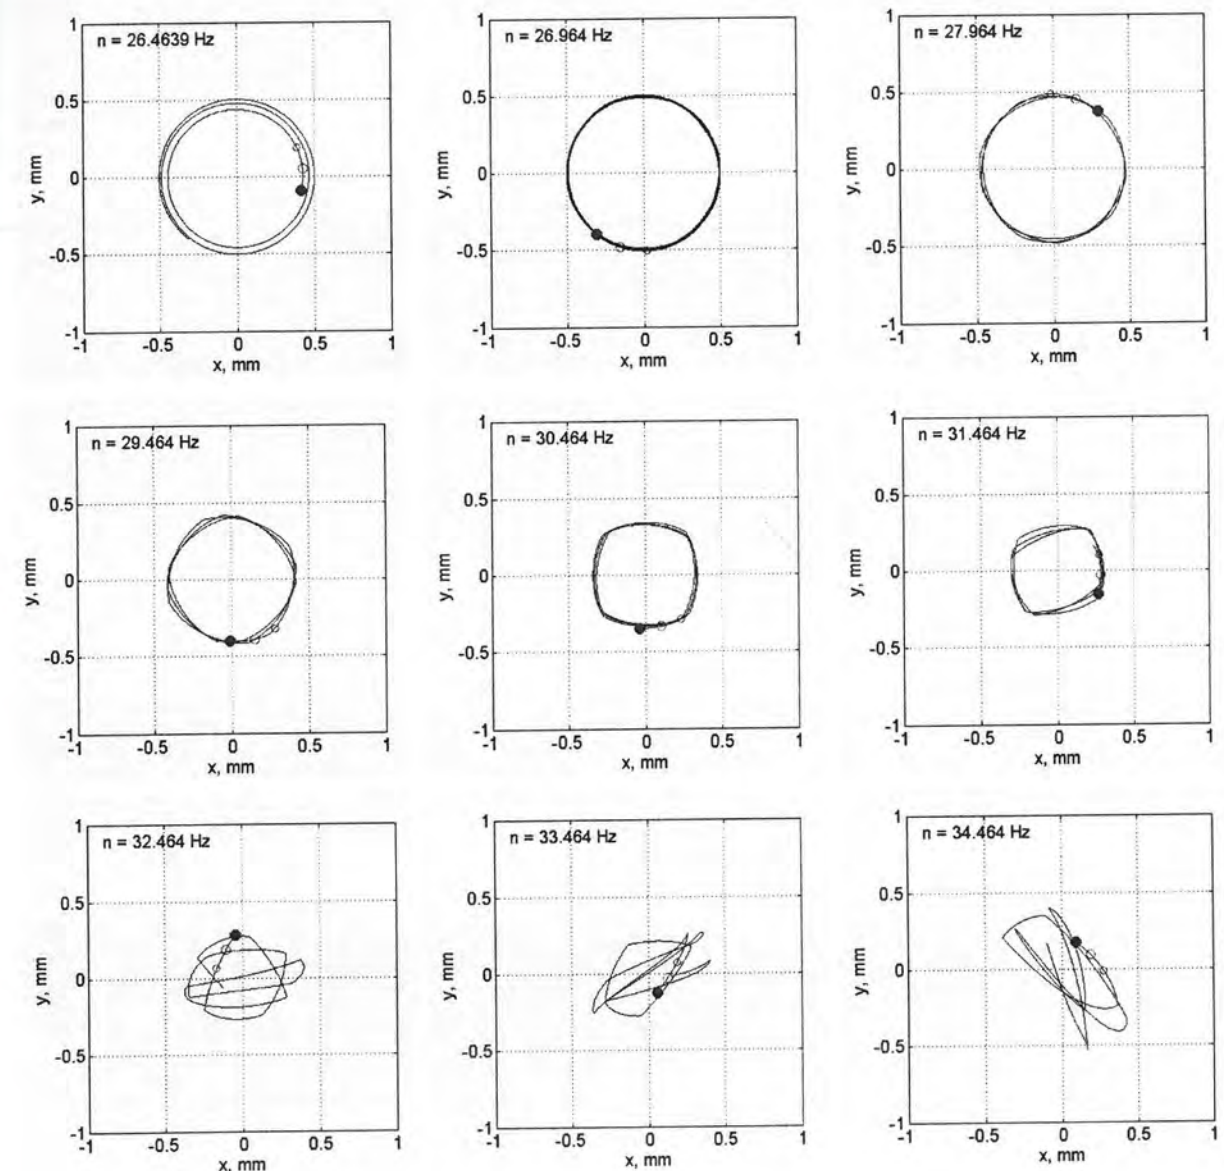 n = 26.4639 Hz
1
0.5
0
-0.5
-1
-1 -0.5 0 0.5 1
y, mm
x, mm
n = 26.964 Hz
1
0.5
0
-0.5
-1
-1 -0.5 0 0.5 1
y, mm
x, mm
n = 27.964 Hz
1
0.5
0
-0.5
-1
-1 -0.5 0 0.5 1
y, mm
x, mm
n = 29.464 Hz
1
0.5
0
-0.5
-1
-1 -0.5 0 0.5 1
y, mm
x, mm
n = 30.464 Hz
1
0.5
0
-0.5
-1
-1 -0.5 0 0.5 1
y, mm
x, mm
n = 31.464 Hz
1
0.5
0
-0.5
-1
-1 -0.5 0 0.5 1
y, mm
x, mm
n = 32.464 Hz
1
0.5
0
-0.5
-1
-1 -0.5 0 0.5 1
y, mm
x, mm
n = 33.464 Hz
1
0.5
0
-0.5
-1
-1 -0.5 0 0.5 1
y, mm
x, mm
n = 34.464 Hz
1
0.5
0
-0.5
-1
-1 -0.5 0 0.5 1
y, mm
x, mm